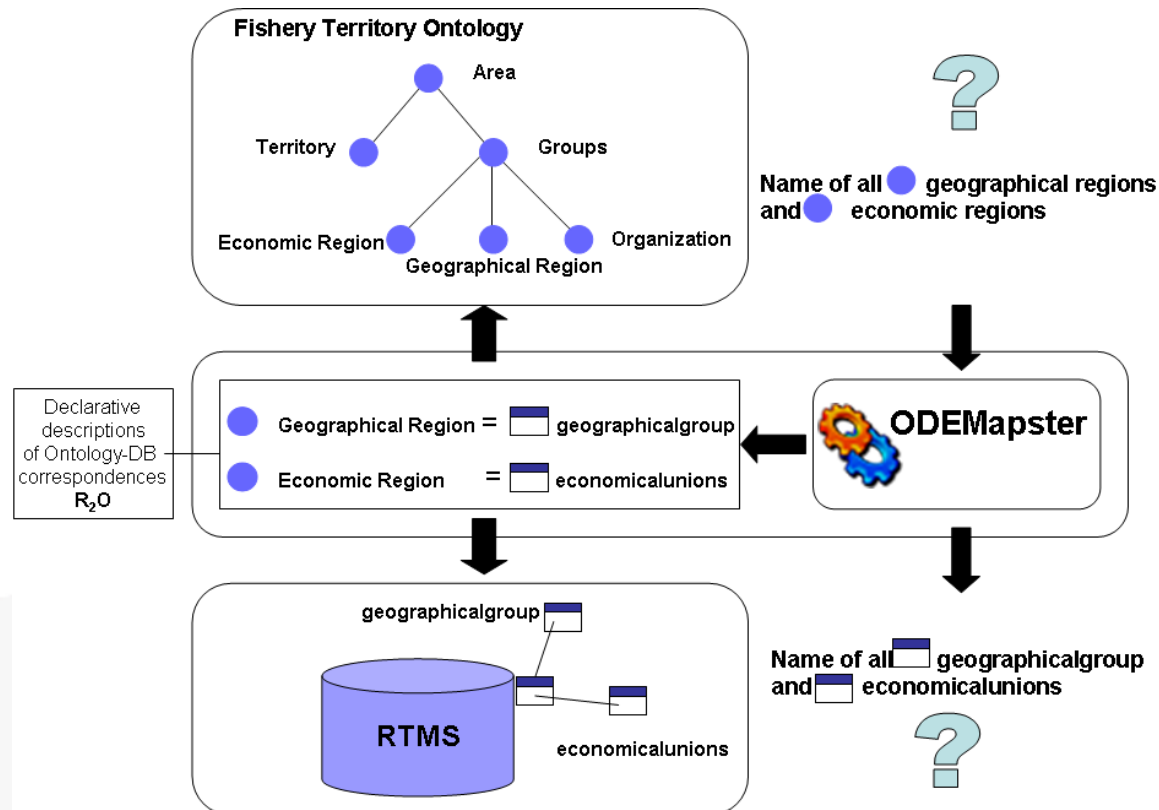 Fishery Territory Ontology
Area
Territory
Groups
Economic Region
Geographical Region
Organization
Name of all geographical regions
and economic regions
Declarative
descriptions
of Ontology-DB
correspondences
R₂O
Geographical Region = geographicalgroup
Economic Region = economicalunions
ODEMapster
geographicalgroup
RTMS
economicalunions
Name of all geographicalgroup
and economicalunions
?
?